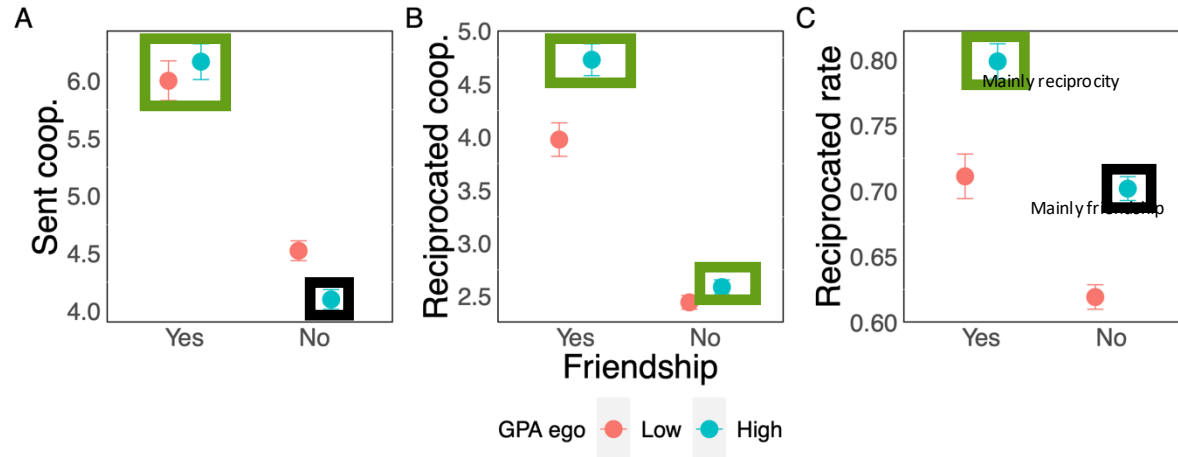 A
Sent coop.
6.0
5.5
5.0
4.5
4.0
Yes
No
B
Reciprocated coop.
5.0
4.5
4.0
3.5
3.0
2.5
Yes
No
Friendship
C
Reciprocated rate
0.80
0.75
0.70
0.65
0.60
Mainly reciprocity
Mainly friendship
Yes
No
GPA ego Low High